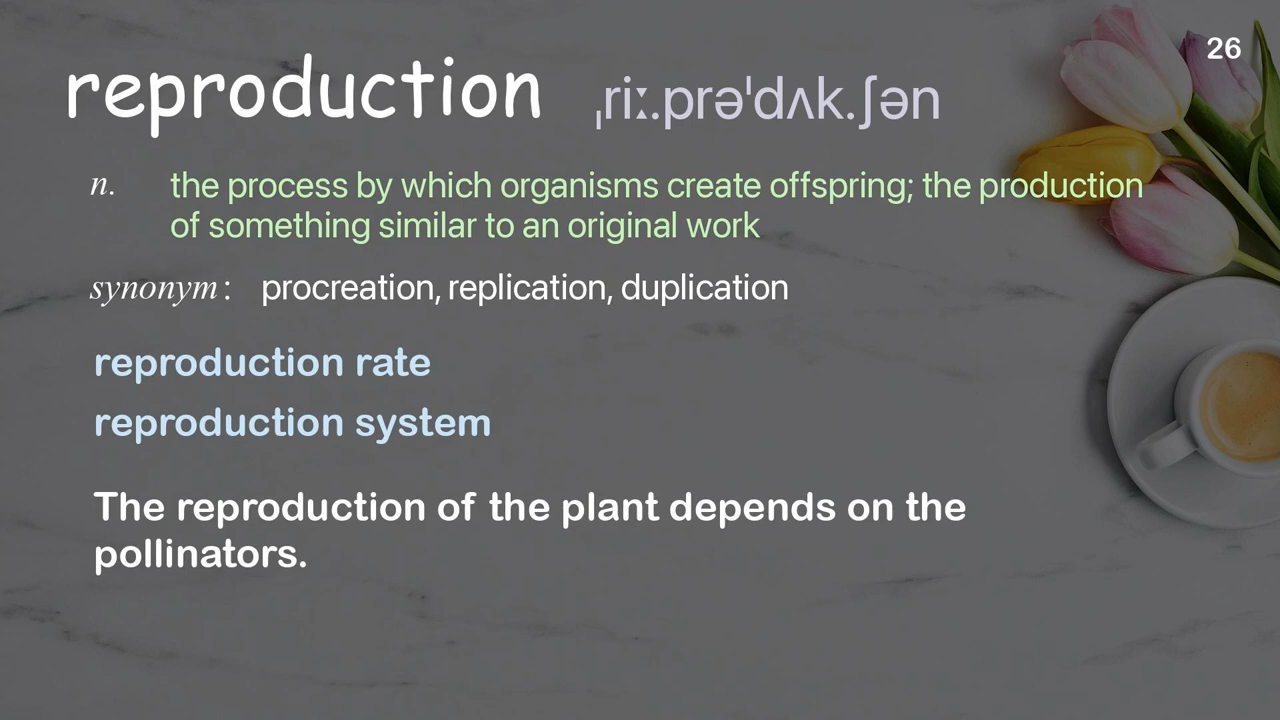 26
reproduction ˌriː.prəˈdʌk.ʃən
n. the process by which organisms create offspring; the production
of something similar to an original work
synonym: procreation, replication, duplication
reproduction rate
reproduction system
The reproduction of the plant depends on the
pollinators.